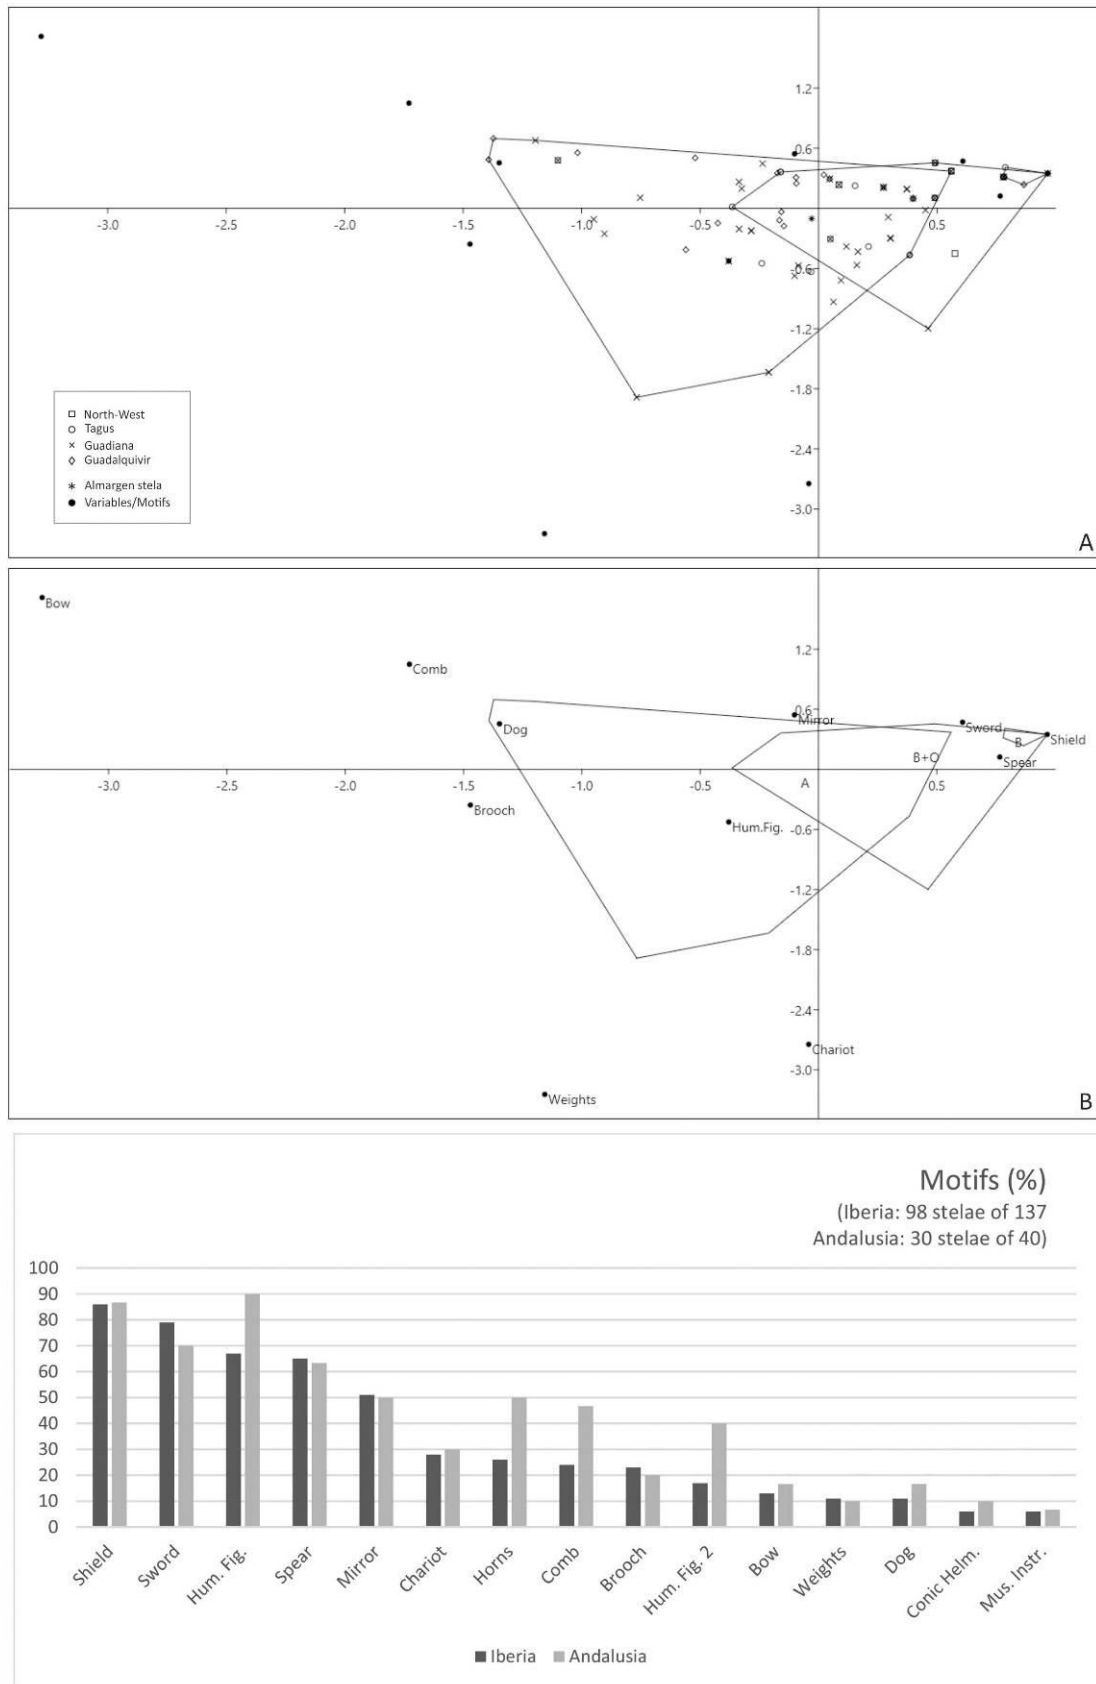 1.2
0.6
-3.0
-2.5
-2.0
-1.5
-1.0
-0.5
0.5
-0.6
-1.2
-1.8
-2.4
-3.0
North-West
Tagus
Guadiana
Guadalquivir
Almargen stela
Variables/Motifs
A
Bow
1.2
Comb
0.6
Mirror
Sword
Dog
B
Shield
B+O
Spear
A
-3.0
-2.5
-2.0
-1.5
-1.0
-0.5
0.5
Brooch
Hum.Fig.
-0.6
-1.2
-1.8
-2.4
Chariot
-3.0
Weights
B
Motifs (%)
(Iberia: 98 stelae of 137
Andalusia: 30 stelae of 40)
100
90
80
70
60
50
40
30
20
10
0
Shield
Sword
Hum. Fig.
Spear
Mirror
Chariot
Horns
Comb
Brooch
Hum. Fig. 2
Bow
Weights
Dog
Conic Helm.
Mus. Instr.
Iberia
Andalusia